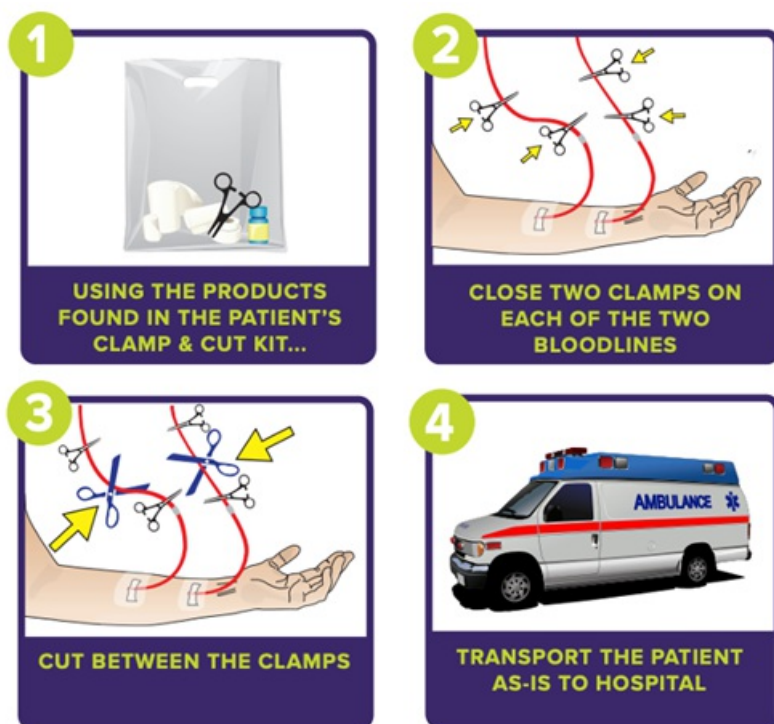 1
USING THE PRODUCTS
FOUND IN THE PATIENT'S
CLAMP & CUT KIT...
2
CLOSE TWO CLAMPS ON
EACH OF THE TWO
BLOODLINES
3
CUT BETWEEN THE CLAMPS
4
AMBULANCE
TRANSPORT THE PATIENT
AS-IS TO HOSPITAL